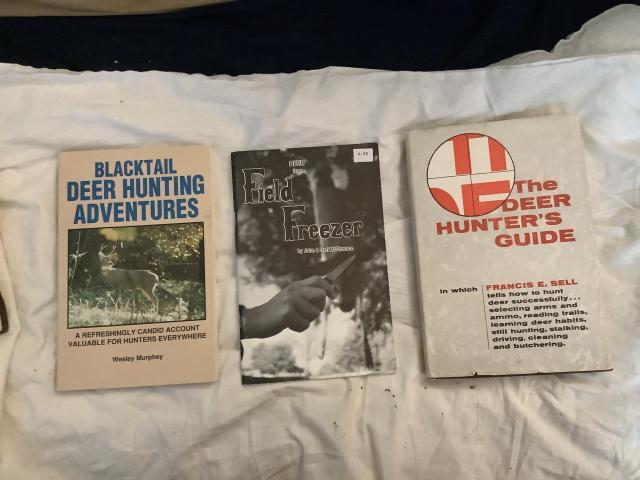 BLACKTAIL
DEER HUNTING
ADVENTURES
A REFRESHINGLY CANDID ACCOUNT
VALUABLE FOR HUNTERS EVERYWHERE
Wesley Murphey
DEER
Field
Freezer
The
DEER
HUNTER'S
GUIDE
in which FRANCIS E. SELL
tells how to hunt
deer successfully...
selecting arms and
ammo, reading trails,
learning deer habits,
still hunting, stalking,
driving, cleaning
and butchering.